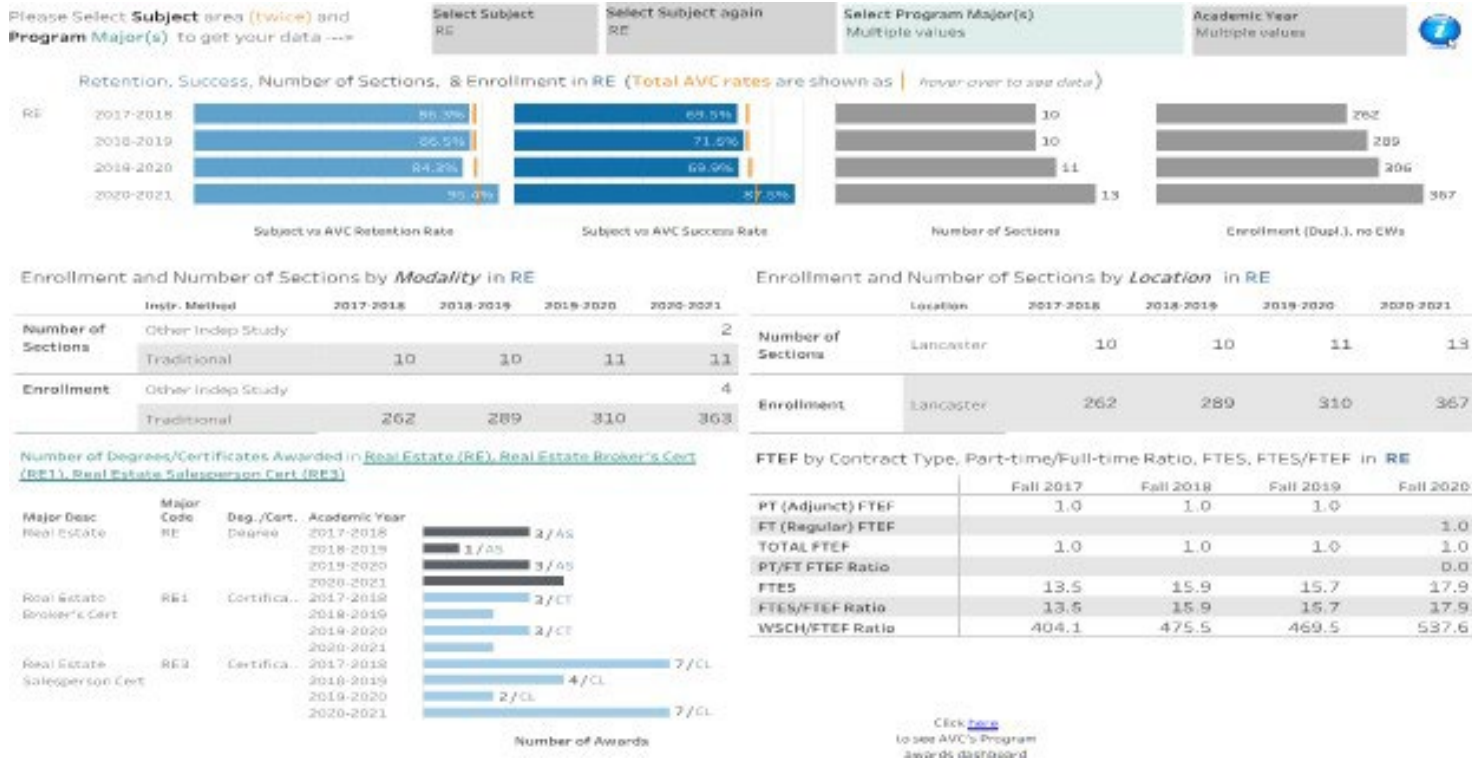 Please Select Subject area (twice) and
Program Major(s) to get your data --->
Select Subject
RE
Select Subject again
RE
Select Program Major(s)
Multiple values
Academic Year
Multiple values
Retention, Success, Number of Sections, & Enrollment in RE (Total AVC rates are shown as | hover over to see data)
RE 2017-2018 86.3% 69.5% 10 262
2018-2019 86.5% 71.6% 10 289
2019-2020 84.3% 69.9% 11 306
2020-2021 95.4% 87.5% 13 367
Subject vs AVC Retention Rate Subject vs AVC Success Rate Number of Sections Enrollment (Dupl.), no EWs
Enrollment and Number of Sections by Modality in RE
Instr. Method 2017-2018 2018-2019 2019-2020 2020-2021
Number of Sections Other Indep Study 2
Traditional 10 10 11 11
Enrollment Other Indep Study 4
Traditional 262 289 310 363
Enrollment and Number of Sections by Location in RE
Location 2017-2018 2018-2019 2019-2020 2020-2021
Number of Sections Lancaster 10 10 11 13
Enrollment Lancaster 262 289 310 367
Number of Degrees/Certificates Awarded in Real Estate (RE), Real Estate Broker's Cert
(RE1), Real Estate Salesperson Cert (RE3)
Major Desc Major Code Deg./Cert. Academic Year
Real Estate RE Degree 2017-2018 3/AS
2018-2019 1/AS
2019-2020 3/AS
2020-2021
Real Estate Broker's Cert RE1 Certifica.. 2017-2018 3/CT
2018-2019
2019-2020 3/CT
2020-2021
Real Estate Salesperson Cert RE3 Certifica.. 2017-2018 7/CL
2018-2019 4/CL
2019-2020 2/CL
2020-2021 7/CL
Number of Awards
FTEF by Contract Type, Part-time/Full-time Ratio, FTES, FTES/FTEF in RE
Fall 2017 Fall 2018 Fall 2019 Fall 2020
PT (Adjunct) FTEF 1.0 1.0 1.0
FT (Regular) FTEF 1.0
TOTAL FTEF 1.0 1.0 1.0 1.0
PT/FT FTEF Ratio 0.0
FTES 13.5 15.9 15.7 17.9
FTES/FTEF Ratio 13.5 15.9 15.7 17.9
WSCH/FTEF Ratio 404.1 475.5 469.5 537.6
Click here
to see AVC's Program
awards dashboard